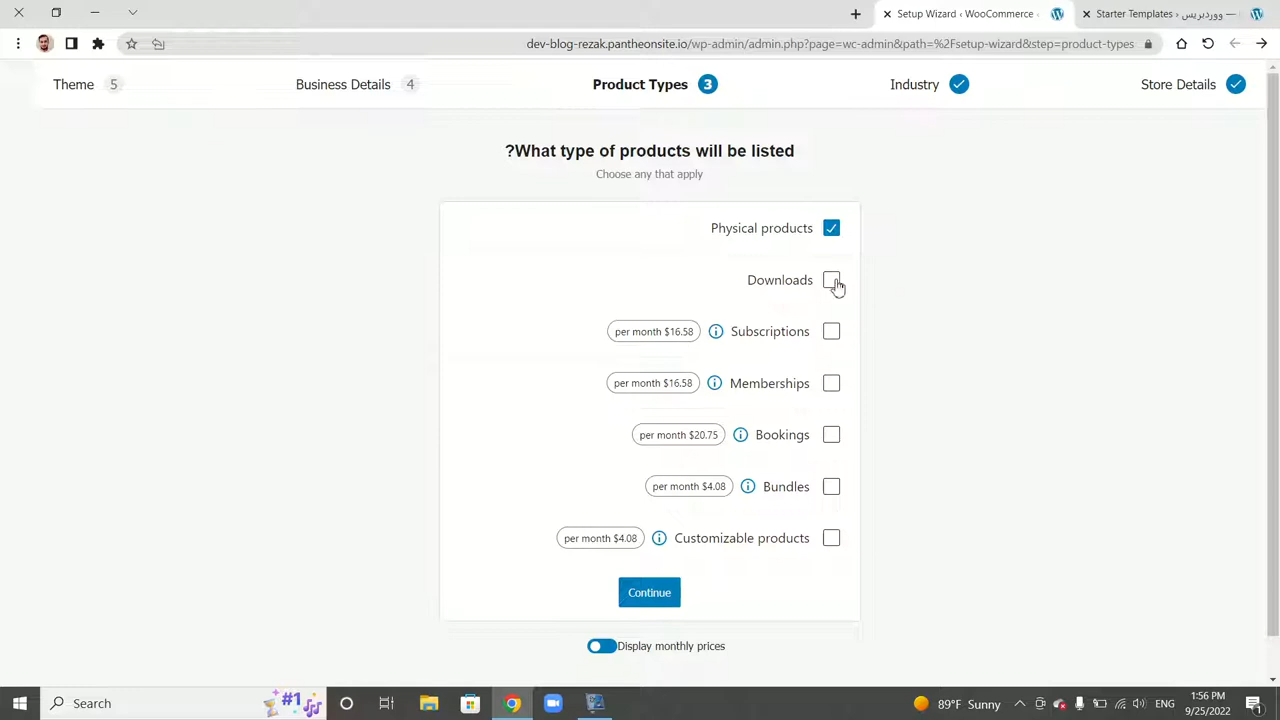 Setup Wizard ‹ WooCommerce
Starter Templates ‹ ووردبريس
dev-blog-rezak.pantheonsite.io/wp-admin/admin.php?page=wc-admin&path=%2Fsetup-wizard&step=product-types
Theme 5
Business Details 4
Product Types 3
Industry
Store Details
?What type of products will be listed
Choose any that apply
Physical products
Downloads
per month $16.58 Subscriptions
per month $16.58 Memberships
per month $20.75 Bookings
per month $4.08 Bundles
per month $4.08 Customizable products
Continue
Display monthly prices
Search
#1
89°F Sunny
ENG
1:56 PM
9/25/2022
1